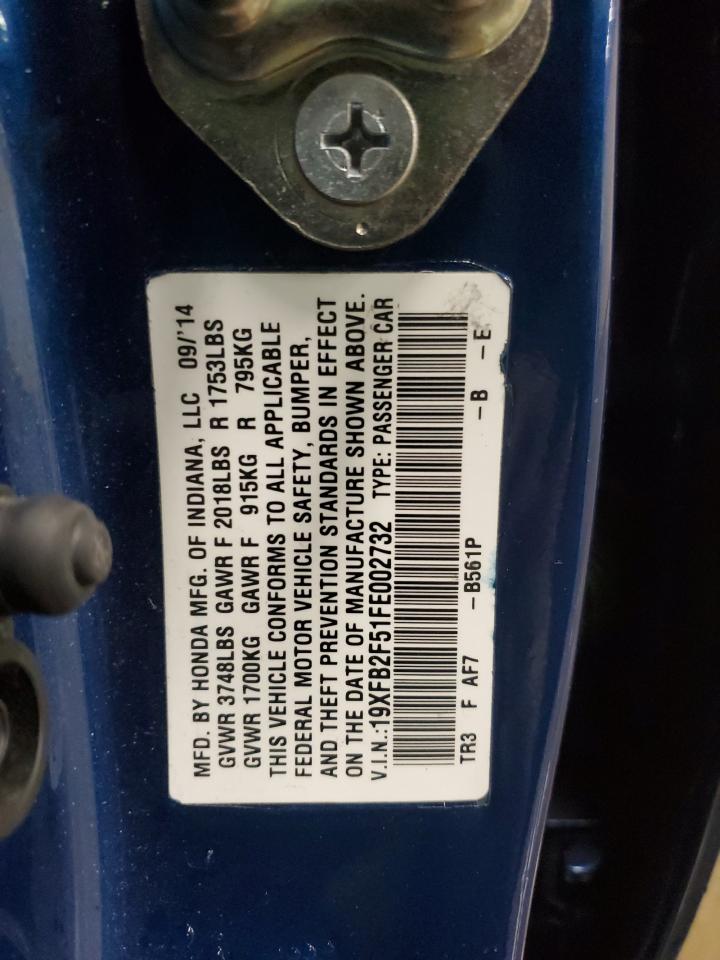 MFD. BY HONDA MFG. OF INDIANA, LLC 09/'14
GVWR 3748LBS GAWR F 2018LBS R 1753LBS
GVWR 1700KG GAWR F 915KG R 795KG
THIS VEHICLE CONFORMS TO ALL APPLICABLE
FEDERAL MOTOR VEHICLE SAFETY, BUMPER,
AND THEFT PREVENTION STANDARDS IN EFFECT
ON THE DATE OF MANUFACTURE SHOWN ABOVE.
V.I.N.:19XFB2F51FE002732 TYPE: PASSENGER CAR
TR3 F AF7 -B561P -B -E